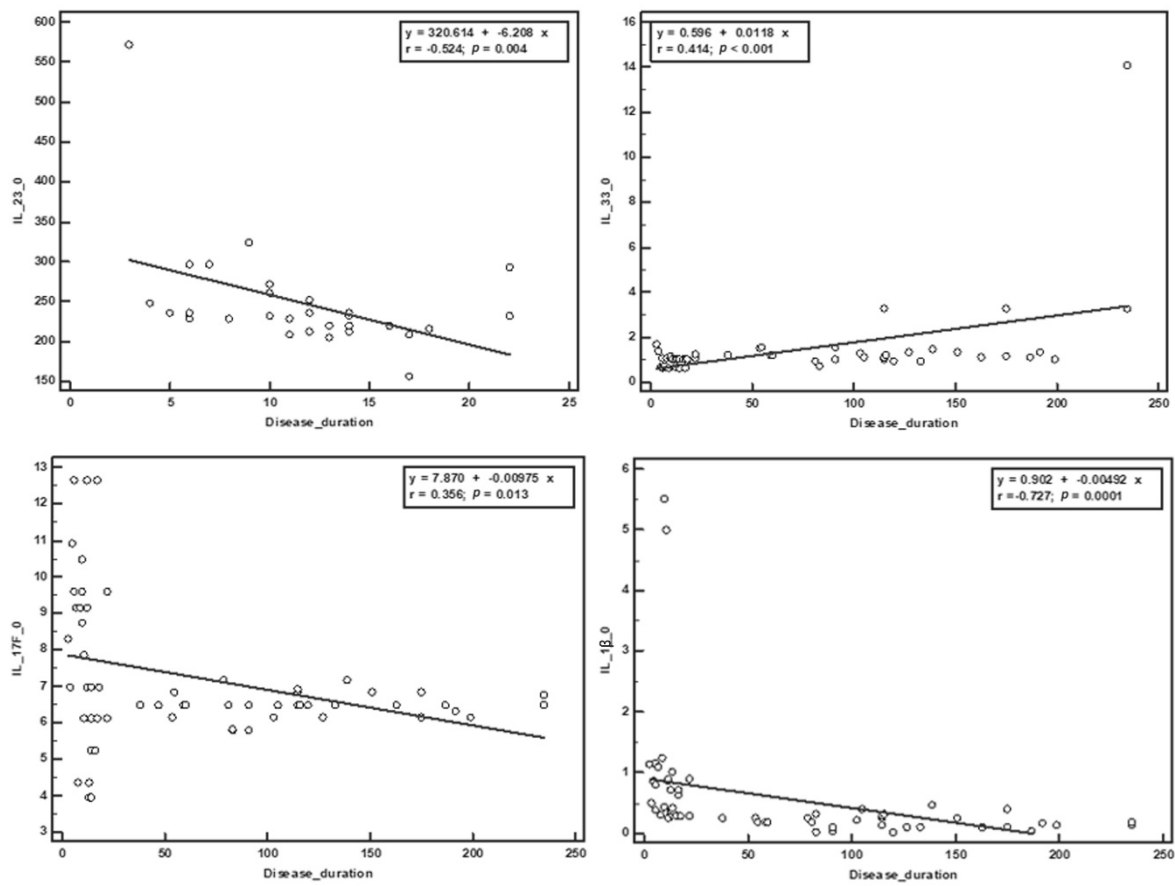 600
550
500
450
400
350
300
250
200
150
IL_23_0
y = 320.614 + -6.208 x
r = -0.524; P = 0.004
0 5 10 15 20 25
Disease_duration
16
14
12
10
8
6
4
2
0
IL_33_0
y = 0.596 + 0.0118 x
r = 0.414; P < 0.001
0 50 100 150 200 250
Disease_duration
13
12
11
10
9
8
7
6
5
4
3
IL_17F_0
y = 7.870 + -0.00975 x
r = 0.356; P = 0.013
0 50 100 150 200 250
Disease_duration
6
5
4
3
2
1
0
IL_1β_0
y = 0.902 + -0.00492 x
r =-0.727; P = 0.0001
0 50 100 150 200 250
Disease_duration